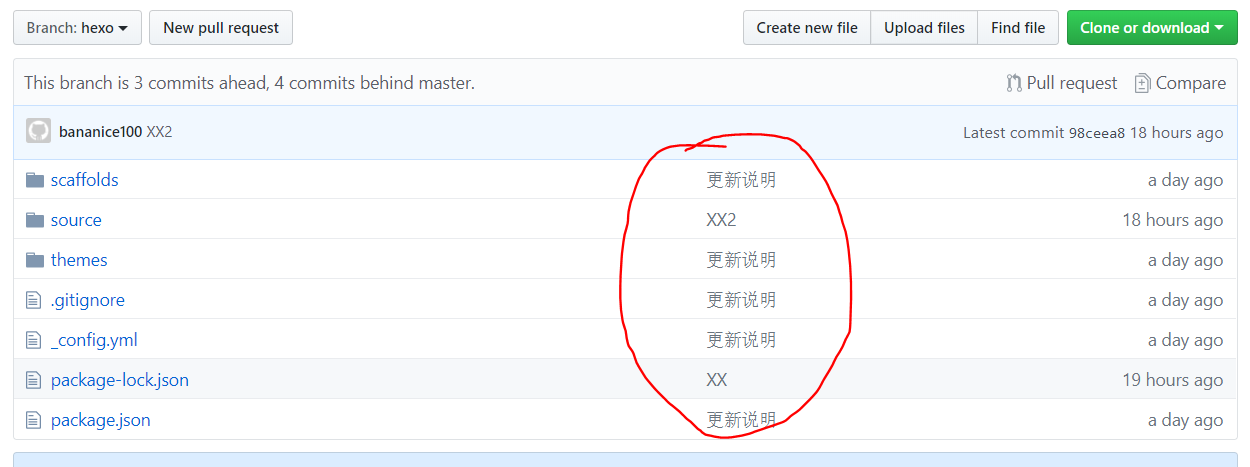 Branch: hexo New pull request Create new file Upload files Find file Clone or download
This branch is 3 commits ahead, 4 commits behind master. Pull request Compare
bananice100 XX2 Latest commit 98ceea8 18 hours ago
scaffolds 更新说明 a day ago
source XX2 18 hours ago
themes 更新说明 a day ago
.gitignore 更新说明 a day ago
_config.yml 更新说明 a day ago
package-lock.json XX 19 hours ago
package.json 更新说明 a day ago